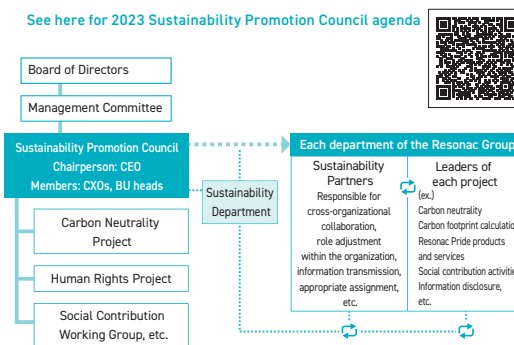 See here for 2023 Sustainability Promotion Council agenda
Board of Directors
Management Committee
Sustainability Promotion Council
Chairperson: CEO
Members: CXOs, BU heads
Carbon Neutrality
Project
Human Rights Project
Social Contribution
Working Group, etc.
Sustainability
Department
Each department of the Resonac Group
Sustainability
Partners
Responsible for
cross-organizational
collaboration,
role adjustment
within the organization,
information transmission,
appropriate assignment,
etc.
Leaders of
each project
(ex.)
Carbon neutrality
Carbon footprint calculatio
Resonac Pride products
and services
Social contribution activitie
Information disclosure,
etc.